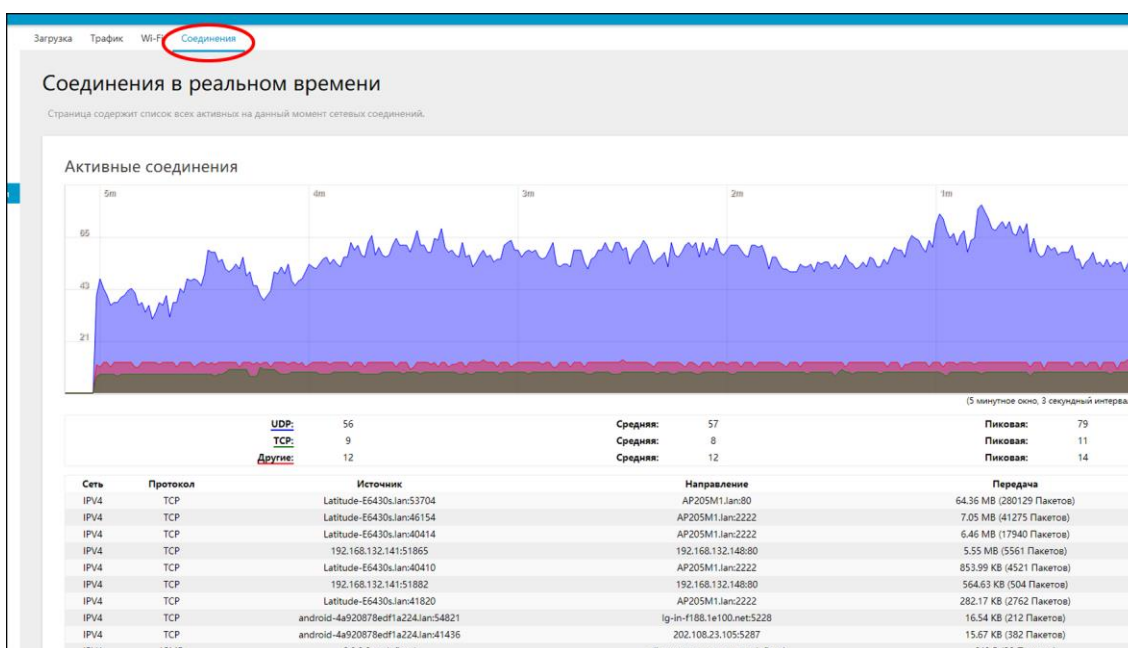 Загрузка Трафик Wi-Fi Соединения
Соединения в реальном времени
Страница содержит список всех активных на данный момент сетевых соединений.
Активные соединения
5m 4m 3m 2m 1m
65
43
21
(5 минутное окно, 3 секундный интервал
UDP: 56 Средняя: 57 Пиковая: 79
TCP: 9 Средняя: 8 Пиковая: 11
Другие: 12 Средняя: 12 Пиковая: 14
Сеть Протокол Источник Направление Передача
IPV4 TCP Latitude-E6430s.lan:53704 AP205M1.lan:80 64.36 MB (280129 Пакетов)
IPV4 TCP Latitude-E6430s.lan:46154 AP205M1.lan:2222 7.05 MB (41275 Пакетов)
IPV4 TCP Latitude-E6430s.lan:40414 AP205M1.lan:2222 6.46 MB (17940 Пакетов)
IPV4 TCP 192.168.132.141:51865 192.168.132.148:80 5.55 MB (5561 Пакетов)
IPV4 TCP Latitude-E6430s.lan:40410 AP205M1.lan:2222 853.99 KB (4521 Пакетов)
IPV4 TCP 192.168.132.141:51882 192.168.132.148:80 564.63 KB (504 Пакетов)
IPV4 TCP Latitude-E6430s.lan:41820 AP205M1.lan:2222 282.17 KB (2762 Пакетов)
IPV4 TCP android-4a920878edf1a224.lan:54821 lg-in-f188.1e100.net:5228 16.54 KB (212 Пакетов)
IPV4 TCP android-4a920878edf1a224.lan:41436 202.108.23.105:5287 15.67 KB (382 Пакетов)